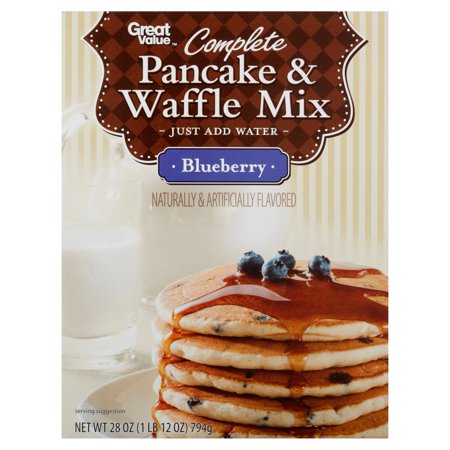 Great
Value™
Complete
Pancake &
Waffle Mix
– JUST ADD WATER –
· Blueberry ·
NATURALLY & ARTIFICIALLY FLAVORED
serving suggestion
NET WT 28 OZ (1 LB 12 OZ) 794g